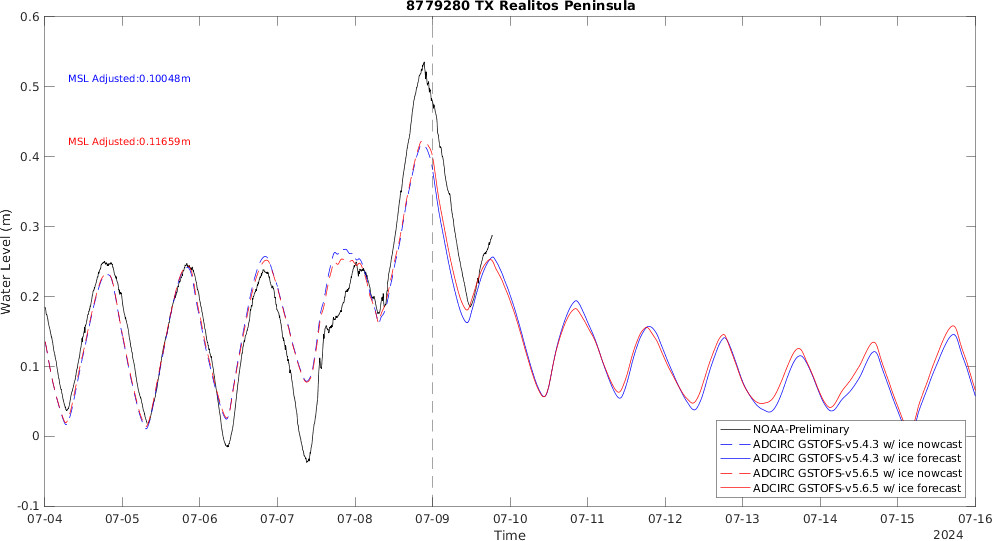 8779280 TX Realitos Peninsula
0.6
0.5
0.4
0.3
0.2
0.1
0
-0.1
Water Level (m)
MSL Adjusted:0.10048m
MSL Adjusted:0.11659m
NOAA-Preliminary
ADCIRC GSTOFS-v5.4.3 w/ ice nowcast
ADCIRC GSTOFS-v5.4.3 w/ ice forecast
ADCIRC GSTOFS-v5.6.5 w/ ice nowcast
ADCIRC GSTOFS-v5.6.5 w/ ice forecast
07-04 07-05 07-06 07-07 07-08 07-09 07-10 07-11 07-12 07-13 07-14 07-15 07-16
Time
2024